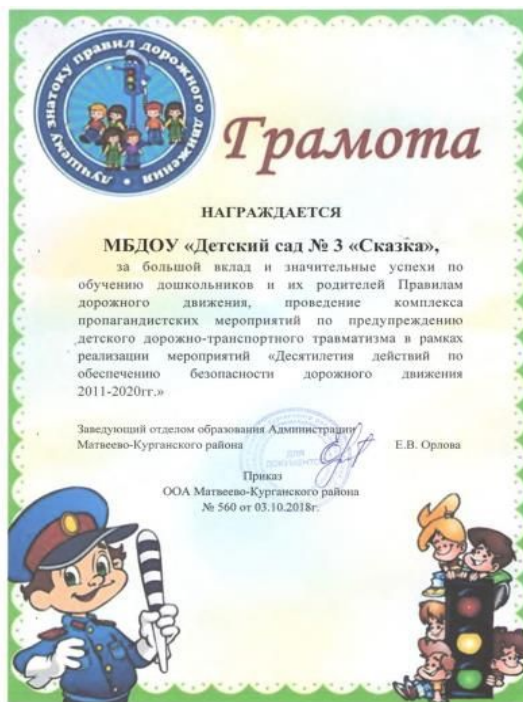 лучшему знатоку правил дорожного движения
Грамота
НАГРАЖДАЕТСЯ
МБДОУ «Детский сад № 3 «Сказка»,
за большой вклад и значительные успехи по
обучению дошкольников и их родителей Правилам
дорожного движения, проведение комплекса
пропагандистских мероприятий по предупреждению
детского дорожно-транспортного травматизма в рамках
реализации мероприятий «Десятилетия действий по
обеспечению безопасности дорожного движения
2011-2020гг.»
Заведующий отделом образования Администрации
Матвеево-Курганского района Е.В. Орлова
ДЛЯ
ДОКУМЕНТОВ
Приказ
ООА Матвеево-Курганского района
№ 560 от 03.10.2018г.